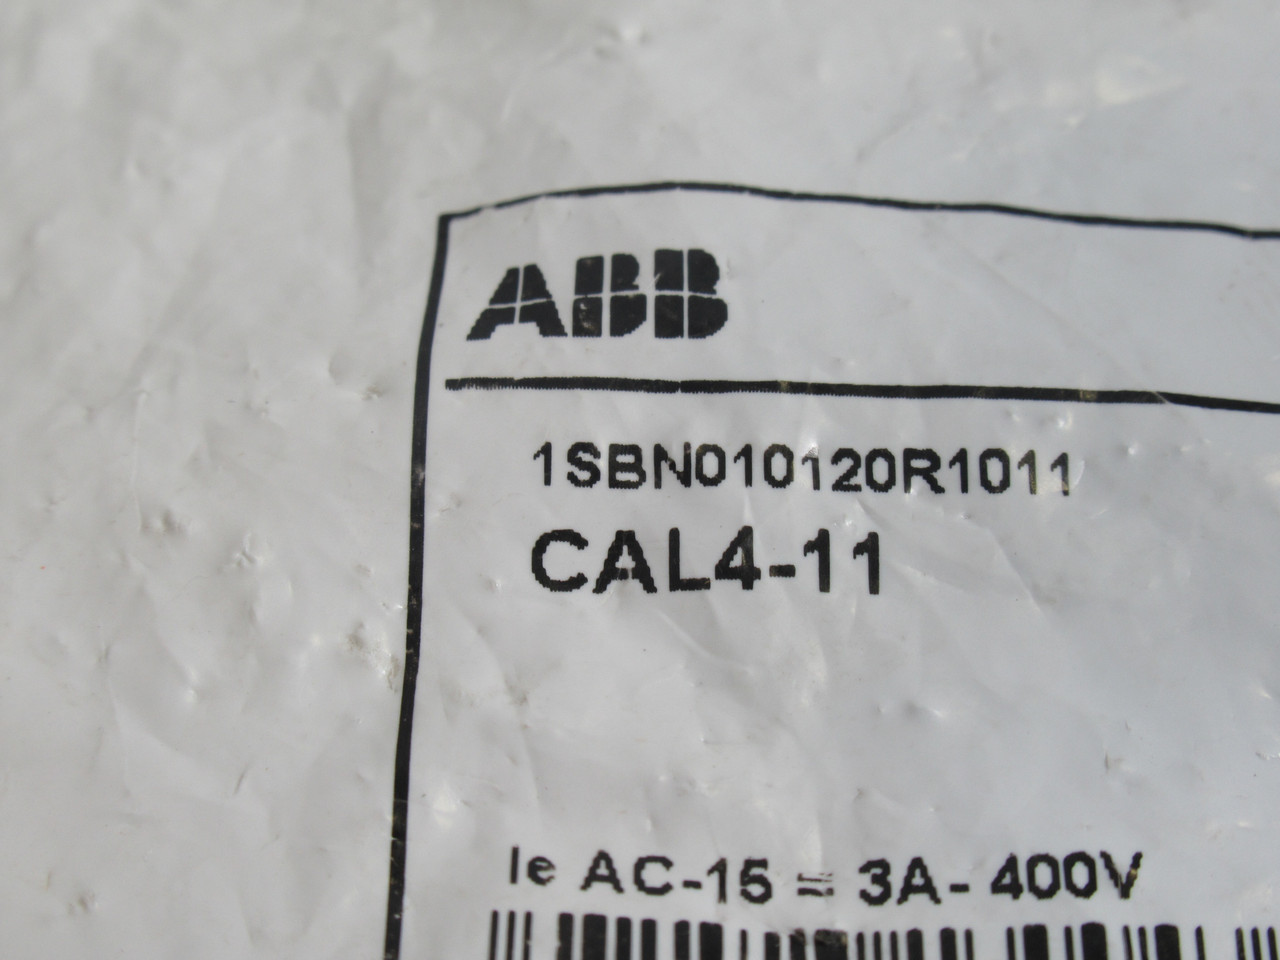 ABB
1SBN010120R1011
CAL4-11
Ie AC-15 = 3A- 400V